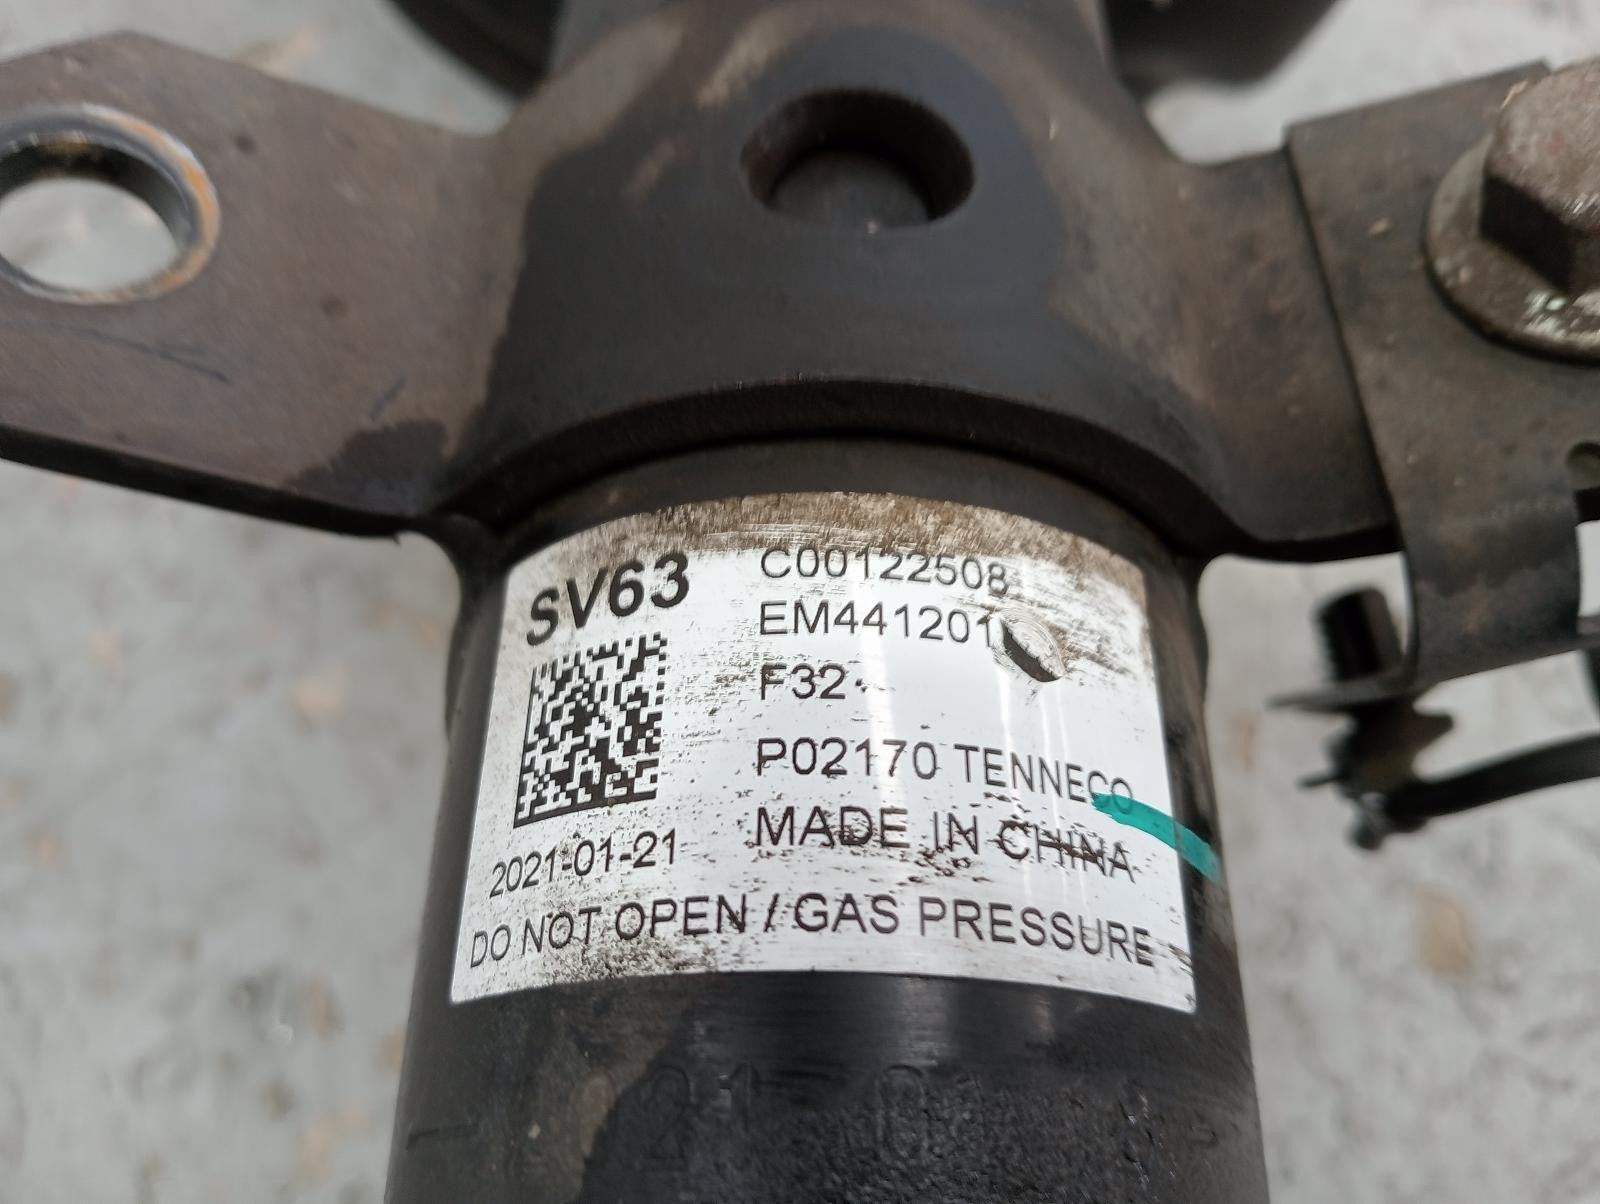 SV63
C00122508
EM441201
F32
P02170 TENNECO
MADE IN CHINA
2021-01-21
DO NOT OPEN / GAS PRESSURE